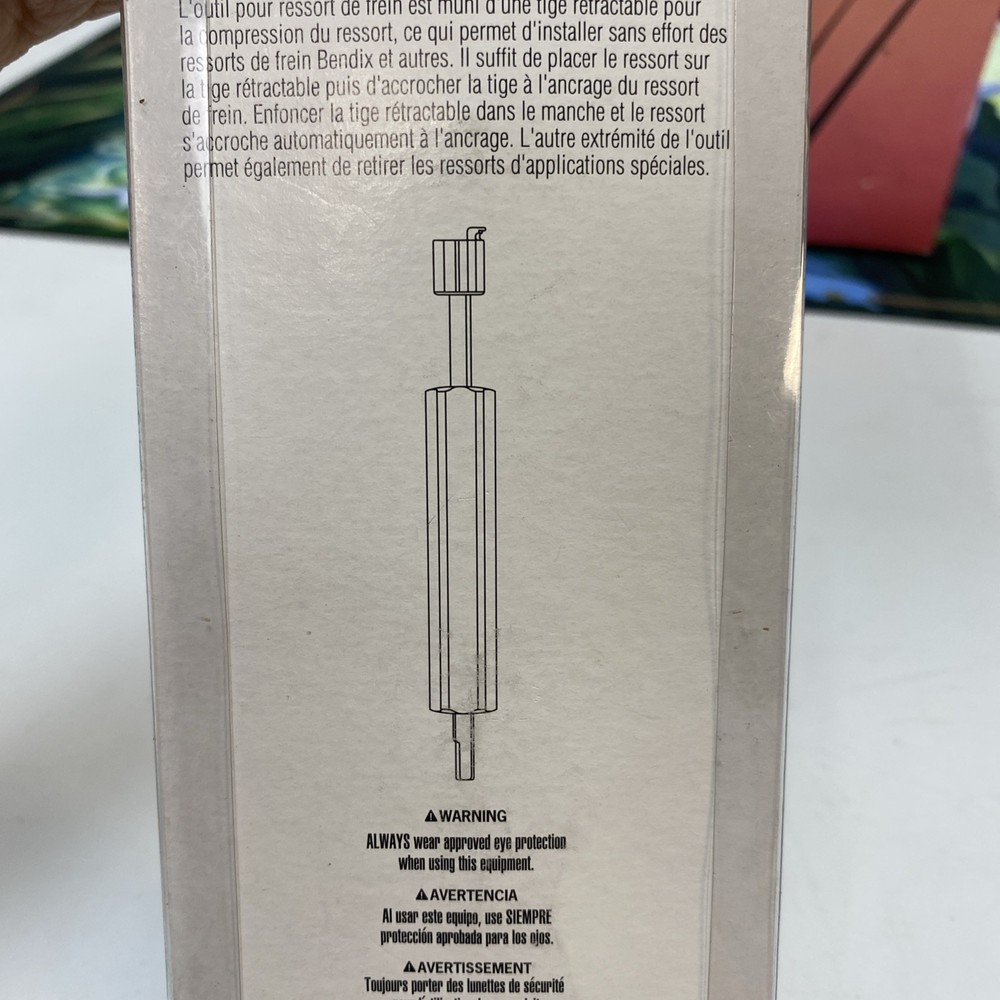 L'outil pour ressort de frein est muni d'une tige rétractable pour
la compression du ressort, ce qui permet d'installer sans effort des
ressorts de frein Bendix et autres. Il suffit de placer le ressort sur
la tige rétractable puis d'accrocher la tige à l'ancrage du ressort
de frein. Enfoncer la tige rétractable dans le manche et le ressort
s'accroche automatiquement à l'ancrage. L'autre extrémité de l'outil
permet également de retirer les ressorts d'applications spéciales.
⚠ WARNING
ALWAYS wear approved eye protection
when using this equipment.
⚠ AVERTENCIA
Al usar este equipo, use SIEMPRE
protección aprobada para los ojos.
⚠ AVERTISSEMENT
Toujours porter des lunettes de sécurité